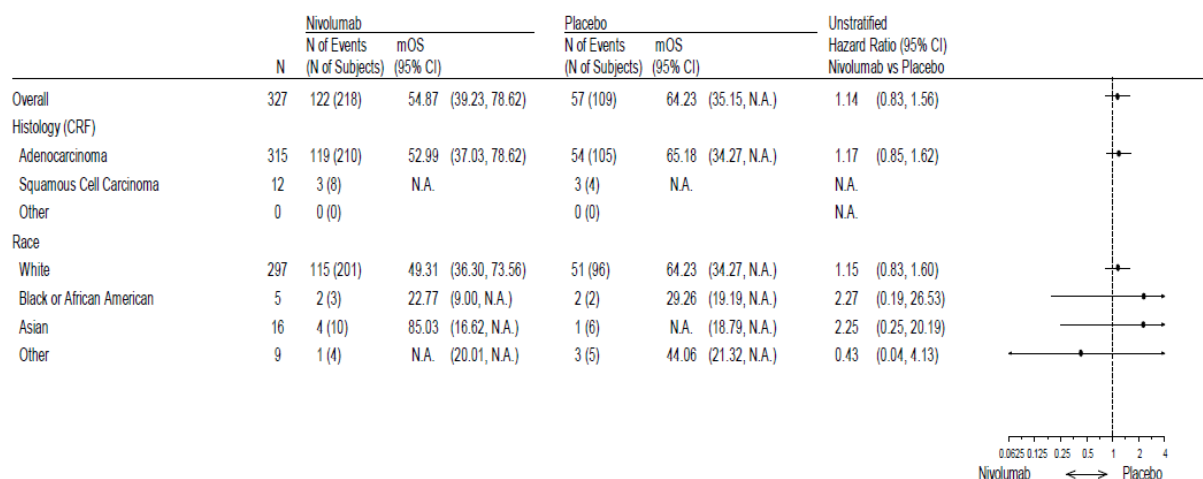 Nivolumab Placebo Unstratified
N of Events mOS N of Events mOS Hazard Ratio (95% CI)
N (N of Subjects) (95% CI) (N of Subjects) (95% CI) Nivolumab vs Placebo
Overall 327 122 (218) 54.87 (39.23, 78.62) 57 (109) 64.23 (35.15, N.A.) 1.14 (0.83, 1.56)
Histology (CRF)
Adenocarcinoma 315 119 (210) 52.99 (37.03, 78.62) 54 (105) 65.18 (34.27, N.A.) 1.17 (0.85, 1.62)
Squamous Cell Carcinoma 12 3 (8) N.A. 3 (4) N.A. N.A.
Other 0 0 (0) 0 (0) N.A.
Race
White 297 115 (201) 49.31 (36.30, 73.56) 51 (96) 64.23 (34.27, N.A.) 1.15 (0.83, 1.60)
Black or African American 5 2 (3) 22.77 (9.00, N.A.) 2 (2) 29.26 (19.19, N.A.) 2.27 (0.19, 26.53)
Asian 16 4 (10) 85.03 (16.62, N.A.) 1 (6) N.A. (18.79, N.A.) 2.25 (0.25, 20.19)
Other 9 1 (4) N.A. (20.01, N.A.) 3 (5) 44.06 (21.32, N.A.) 0.43 (0.04, 4.13)
0.0625 0.125 0.25 0.5 1 2 4
Nivolumab <—> Placebo